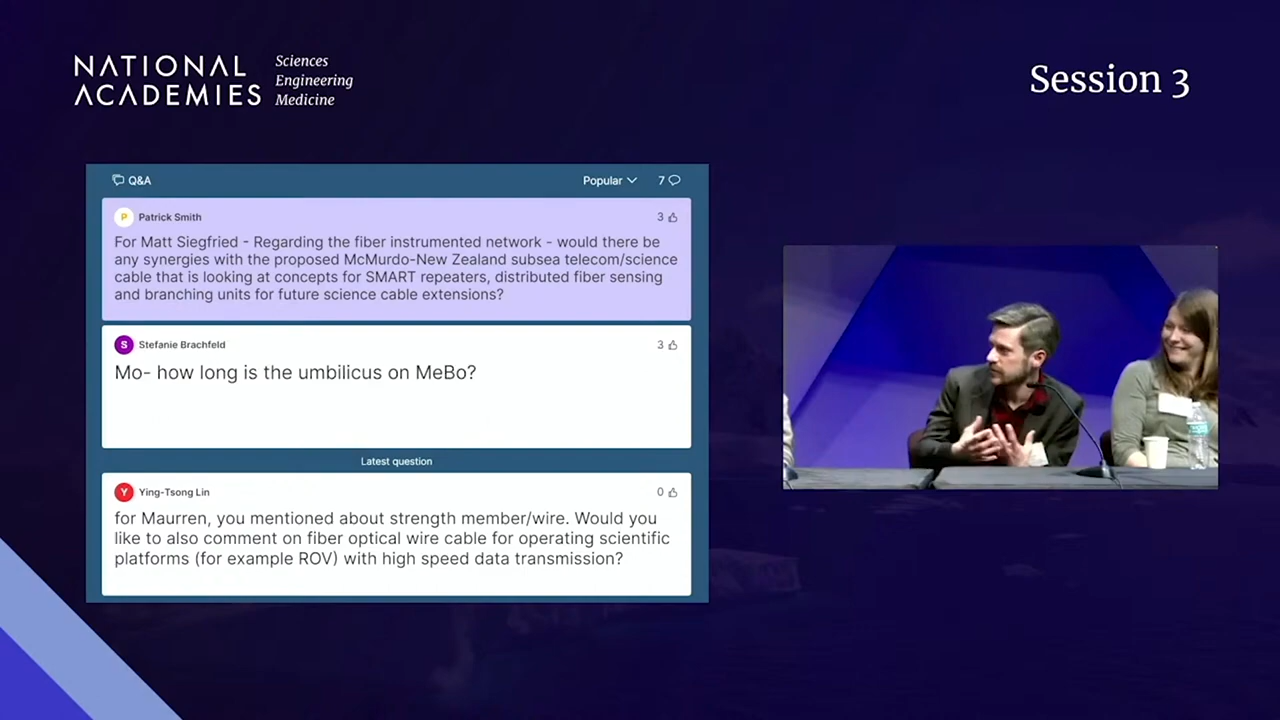 NATIONAL
ACADEMIES
Sciences
Engineering
Medicine
Session 3
Q&A
Popular
7
P
Patrick Smith
3
For Matt Siegfried - Regarding the fiber instrumented network - would there be
any synergies with the proposed McMurdo-New Zealand subsea telecom/science
cable that is looking at concepts for SMART repeaters, distributed fiber sensing
and branching units for future science cable extensions?
S
Stefanie Brachfeld
3
Mo- how long is the umbilicus on MeBo?
Latest question
Y
Ying-Tsong Lin
0
for Maurren, you mentioned about strength member/wire. Would you
like to also comment on fiber optical wire cable for operating scientific
platforms (for example ROV) with high speed data transmission?